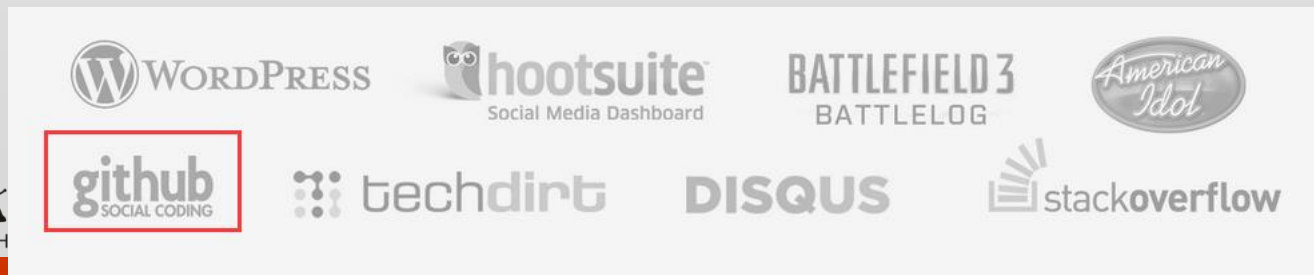 WORDPRESS
hootsuite
Social Media Dashboard
BATTLEFIELD 3
BATTLELOG
American
Idol
github
SOCIAL CODING
techdirt
DISQUS
stackoverflow